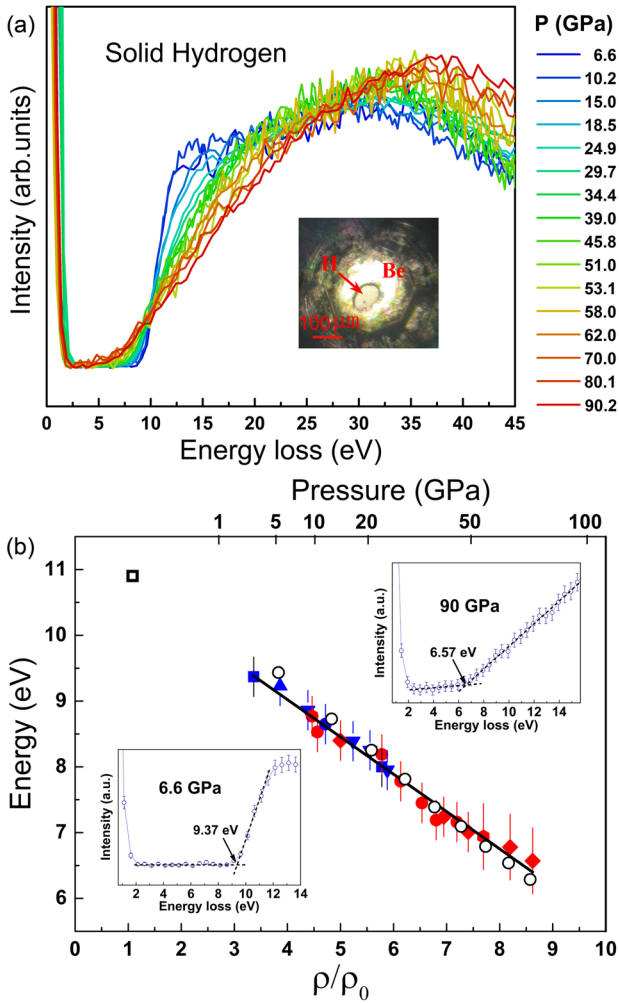 (a)
Solid Hydrogen
P (GPa)
6.6
10.2
15.0
18.5
24.9
29.7
34.4
39.0
45.8
51.0
53.1
58.0
62.0
70.0
80.1
90.2
Intensity (arb.units)
H
Be
100 μm
0 5 10 15 20 25 30 35 40 45
Energy loss (eV)
Pressure (GPa)
1 5 10 20 50 100
(b)
11
10
9
8
7
6
Energy (eV)
90 GPa
6.57 eV
Intensity (a.u.)
2 4 6 8 10 12 14
Energy loss (eV)
6.6 GPa
9.37 eV
Intensity (a.u.)
2 4 6 8 10 12 14
Energy loss (eV)
0 1 2 3 4 5 6 7 8 9 10
ρ/ρ0